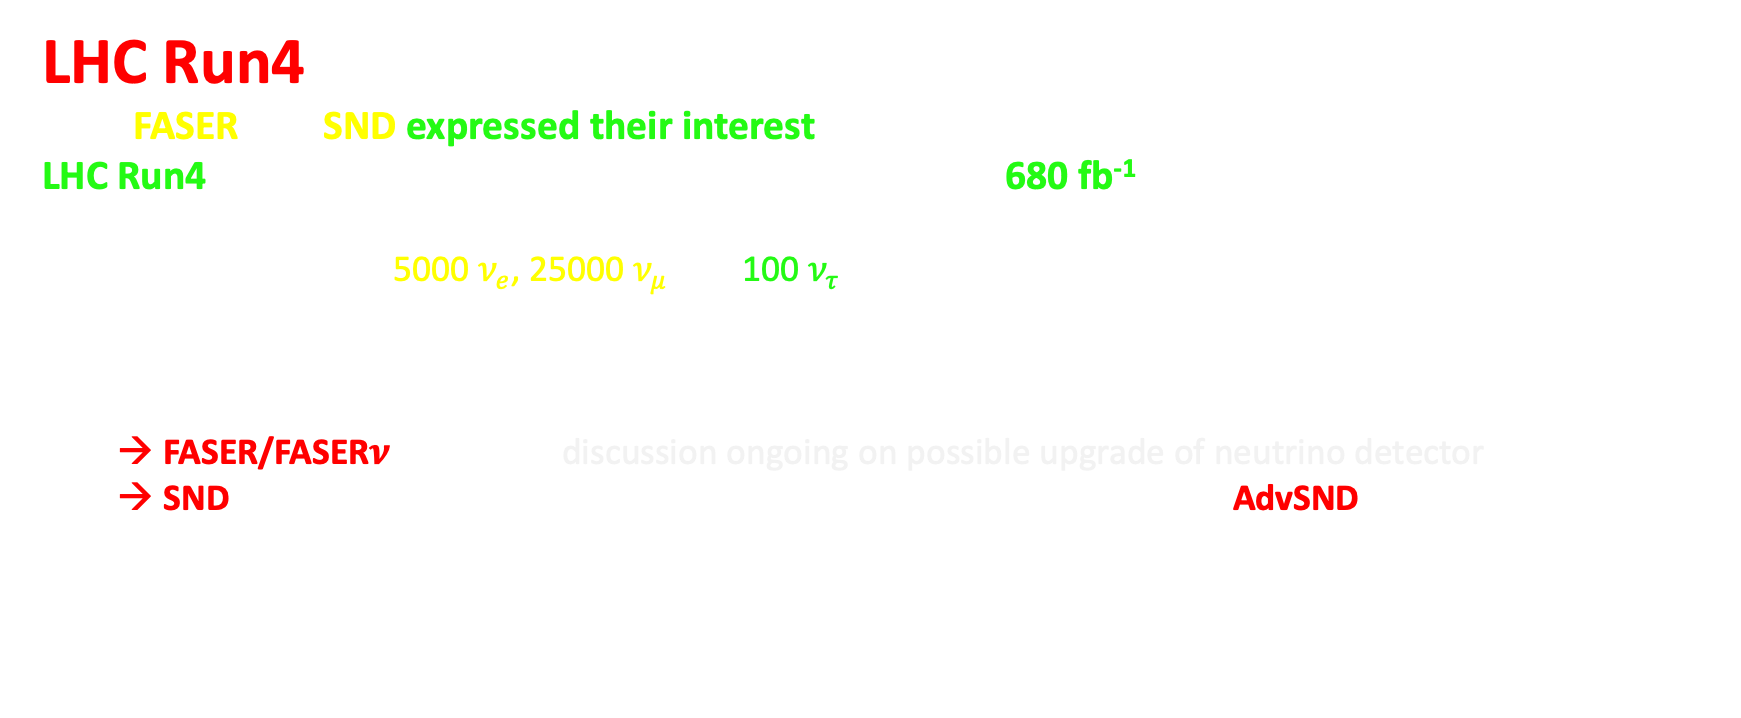 LHC Run4
FASER SND expressed their interest
LHC Run4 680 fb-1
5000 νe, 25000 νμ 100 ντ
→ FASER/FASERν discussion ongoing on possible upgrade of neutrino detector
→ SND AdvSND